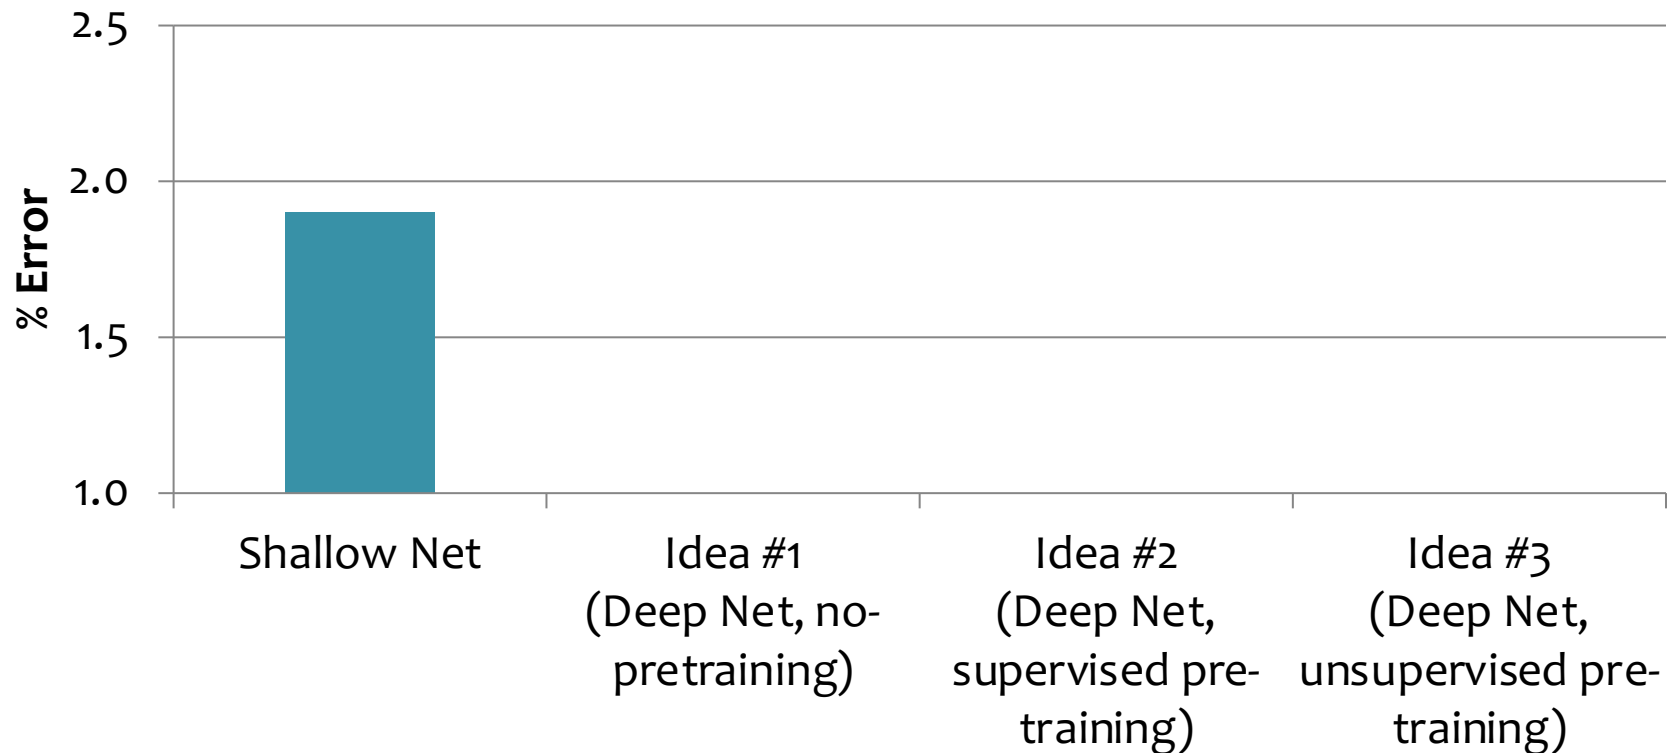 2.5
2.0
1.5
1.0
% Error
Shallow Net
Idea #1
(Deep Net, no-
pretraining)
Idea #2
(Deep Net,
supervised pre-
training)
Idea #3
(Deep Net,
unsupervised pre-
training)